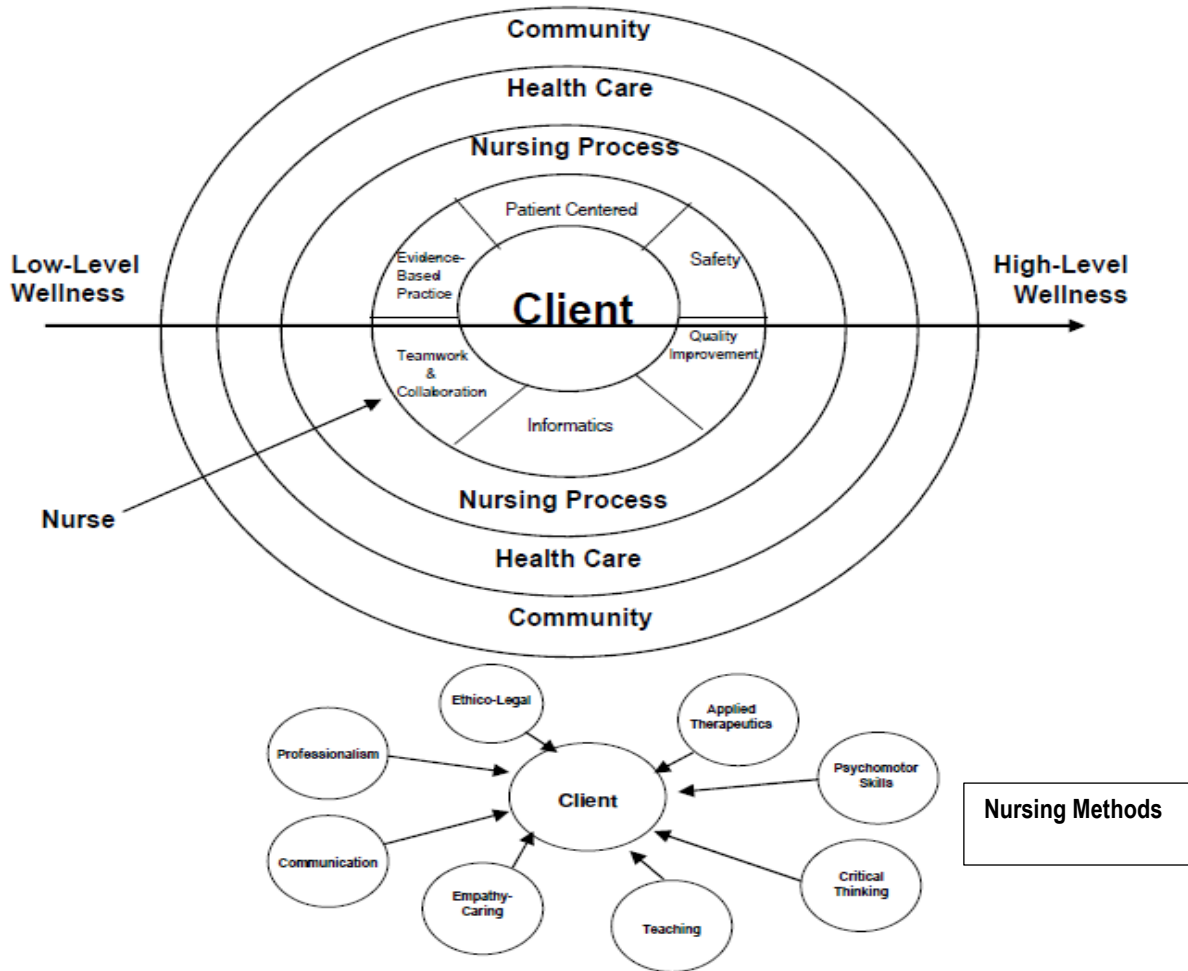 Community
Health Care
Nursing Process
Patient Centered
Evidence-
Based
Practice
Safety
Low-Level
Wellness
High-Level
Wellness
Client
Teamwork
&
Collaboration
Quality
Improvement
Informatics
Nurse
Nursing Process
Health Care
Community
Ethico-Legal
Applied
Therapeutics
Professionalism
Psychomotor
Skills
Client
Nursing Methods
Communication
Critical
Thinking
Empathy-
Caring
Teaching